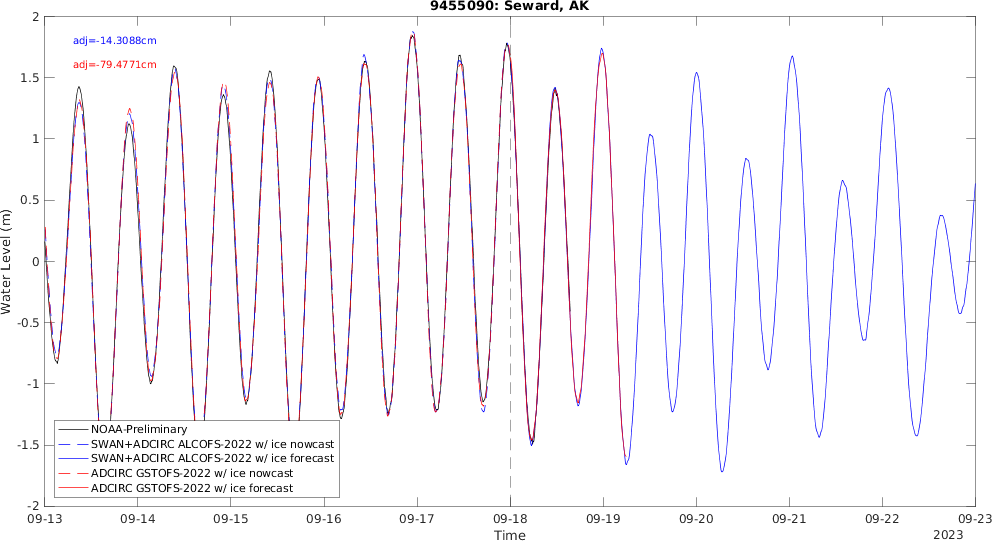 9455090: Seward, AK
adj=-14.3088cm
adj=-79.4771cm
2
1.5
1
0.5
0
-0.5
-1
-1.5
-2
Water Level (m)
NOAA-Preliminary
SWAN+ADCIRC ALCOFS-2022 w/ ice nowcast
SWAN+ADCIRC ALCOFS-2022 w/ ice forecast
ADCIRC GSTOFS-2022 w/ ice nowcast
ADCIRC GSTOFS-2022 w/ ice forecast
09-13 09-14 09-15 09-16 09-17 09-18 09-19 09-20 09-21 09-22 09-23
Time
2023